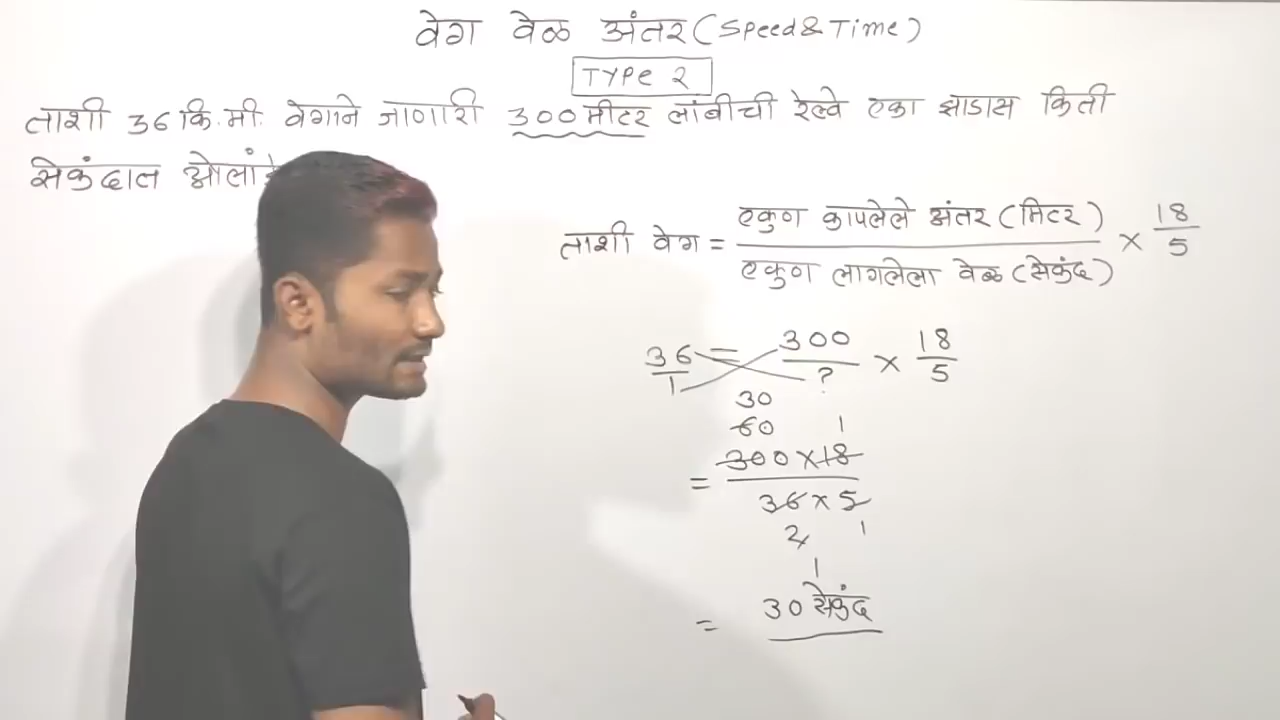 वेग वेळ अंतर (Speed & Time)
TYPE 2
ताशी 36 कि.मी. वेगाने जाणारी 300 मीटर लांबीची रेल्वे एका झाडास किती
सेकंदात
ताशी वेग = एकुण कापलेले अंतर (मिटर) × 18
एकुण लागलेला वेळ (सेकुंद) 5
36 = 300 × 18
1 ? 5
30
60 1
= 300 × 18
36 × 5
2 1
1
= 30 सेकुंद